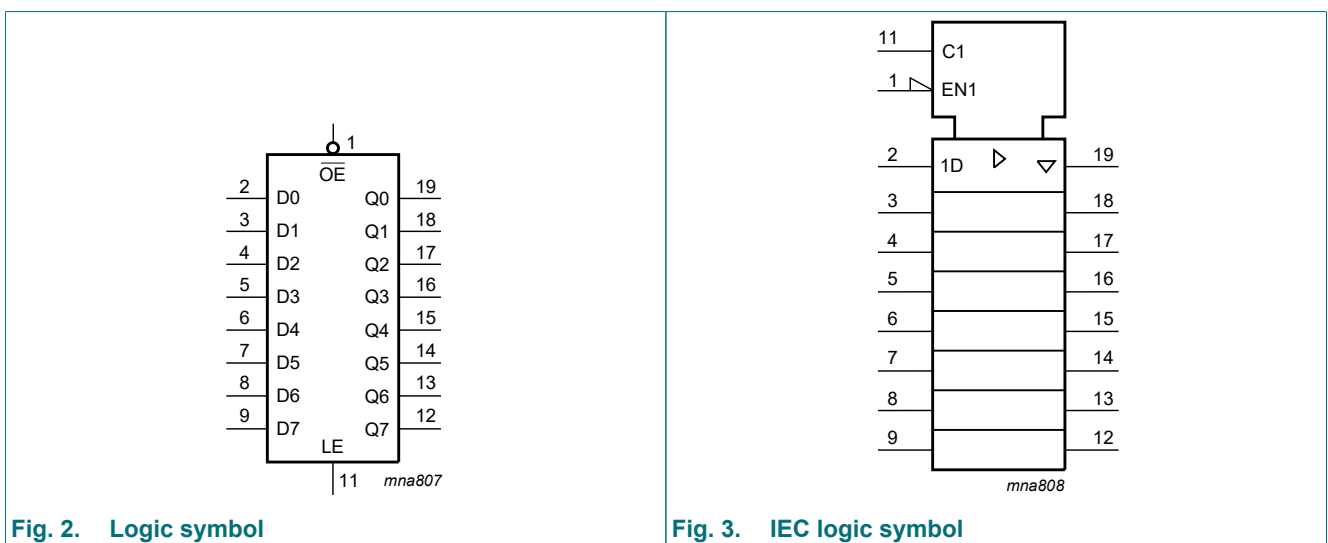 1
OE
2 D0 Q0 19
3 D1 Q1 18
4 D2 Q2 17
5 D3 Q3 16
6 D4 Q4 15
7 D5 Q5 14
8 D6 Q6 13
9 D7 Q7 12
LE
11 mna807
Fig. 2. Logic symbol
11 C1
1 EN1
2 1D 19
3 18
4 17
5 16
6 15
7 14
8 13
9 12
mna808
Fig. 3. IEC logic symbol